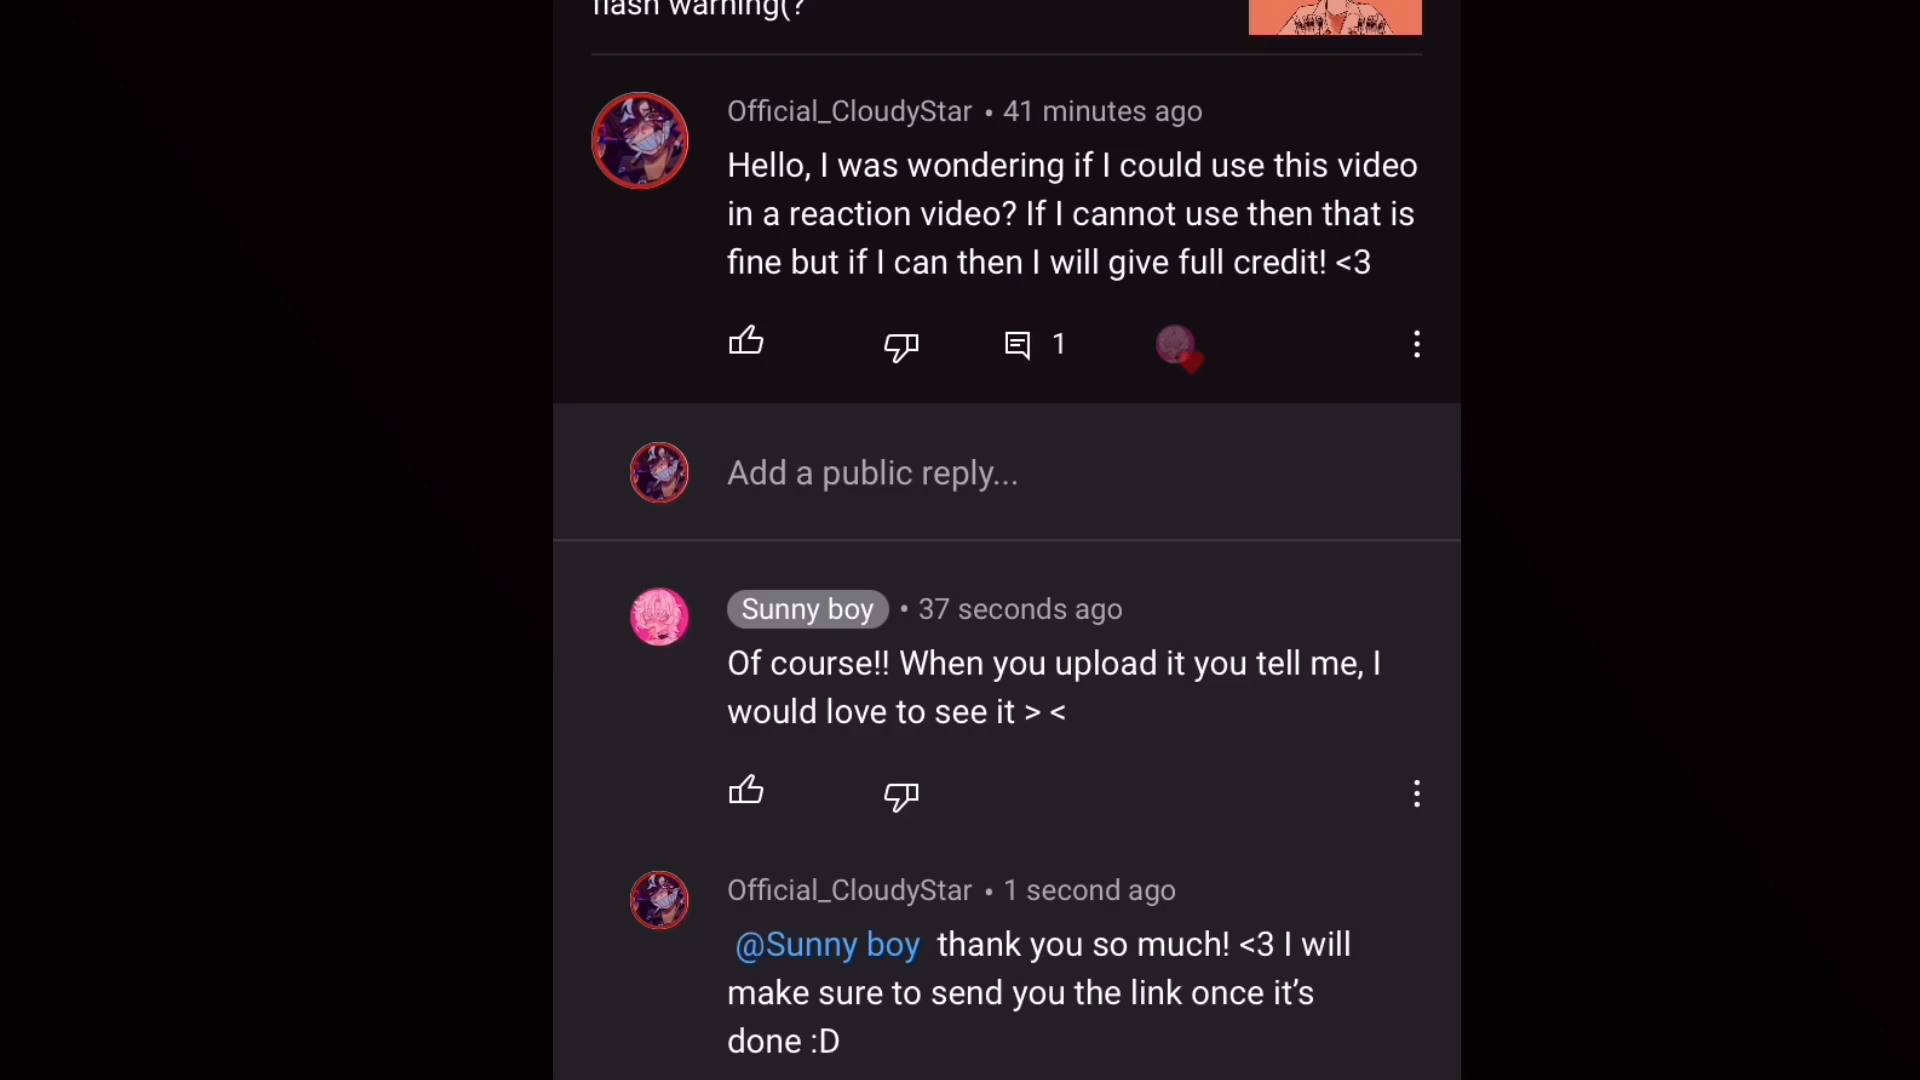 flash warning(?
Official_CloudyStar • 41 minutes ago
Hello, I was wondering if I could use this video
in a reaction video? If I cannot use then that is
fine but if I can then I will give full credit! <3
1
Add a public reply...
Sunny boy • 37 seconds ago
Of course!! When you upload it you tell me, I
would love to see it > <
Official_CloudyStar • 1 second ago
@Sunny boy thank you so much! <3 I will
make sure to send you the link once it’s
done :D